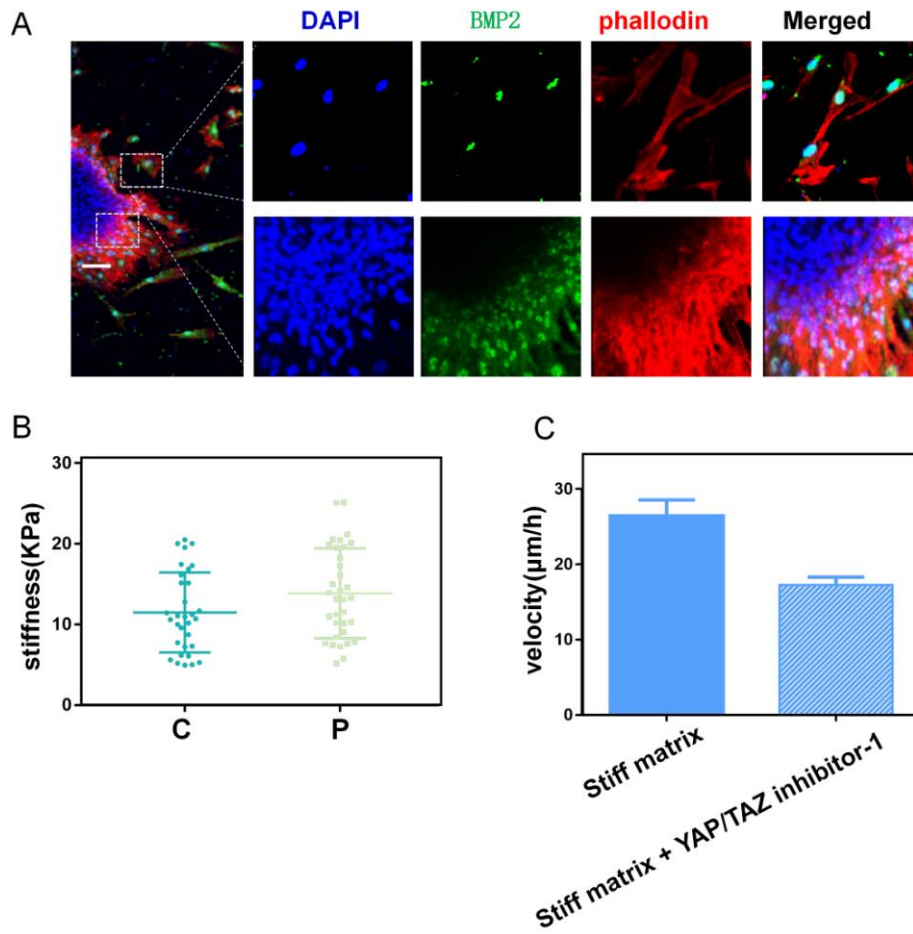 A
DAPI BMP2 phallodin Merged
B
stiffness(KPa)
30
20
10
0
C P
C
velocity(μm/h)
30
20
10
0
Stiff matrix
Stiff matrix + YAP/TAZ inhibitor-1